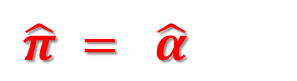 π̂ = α̂